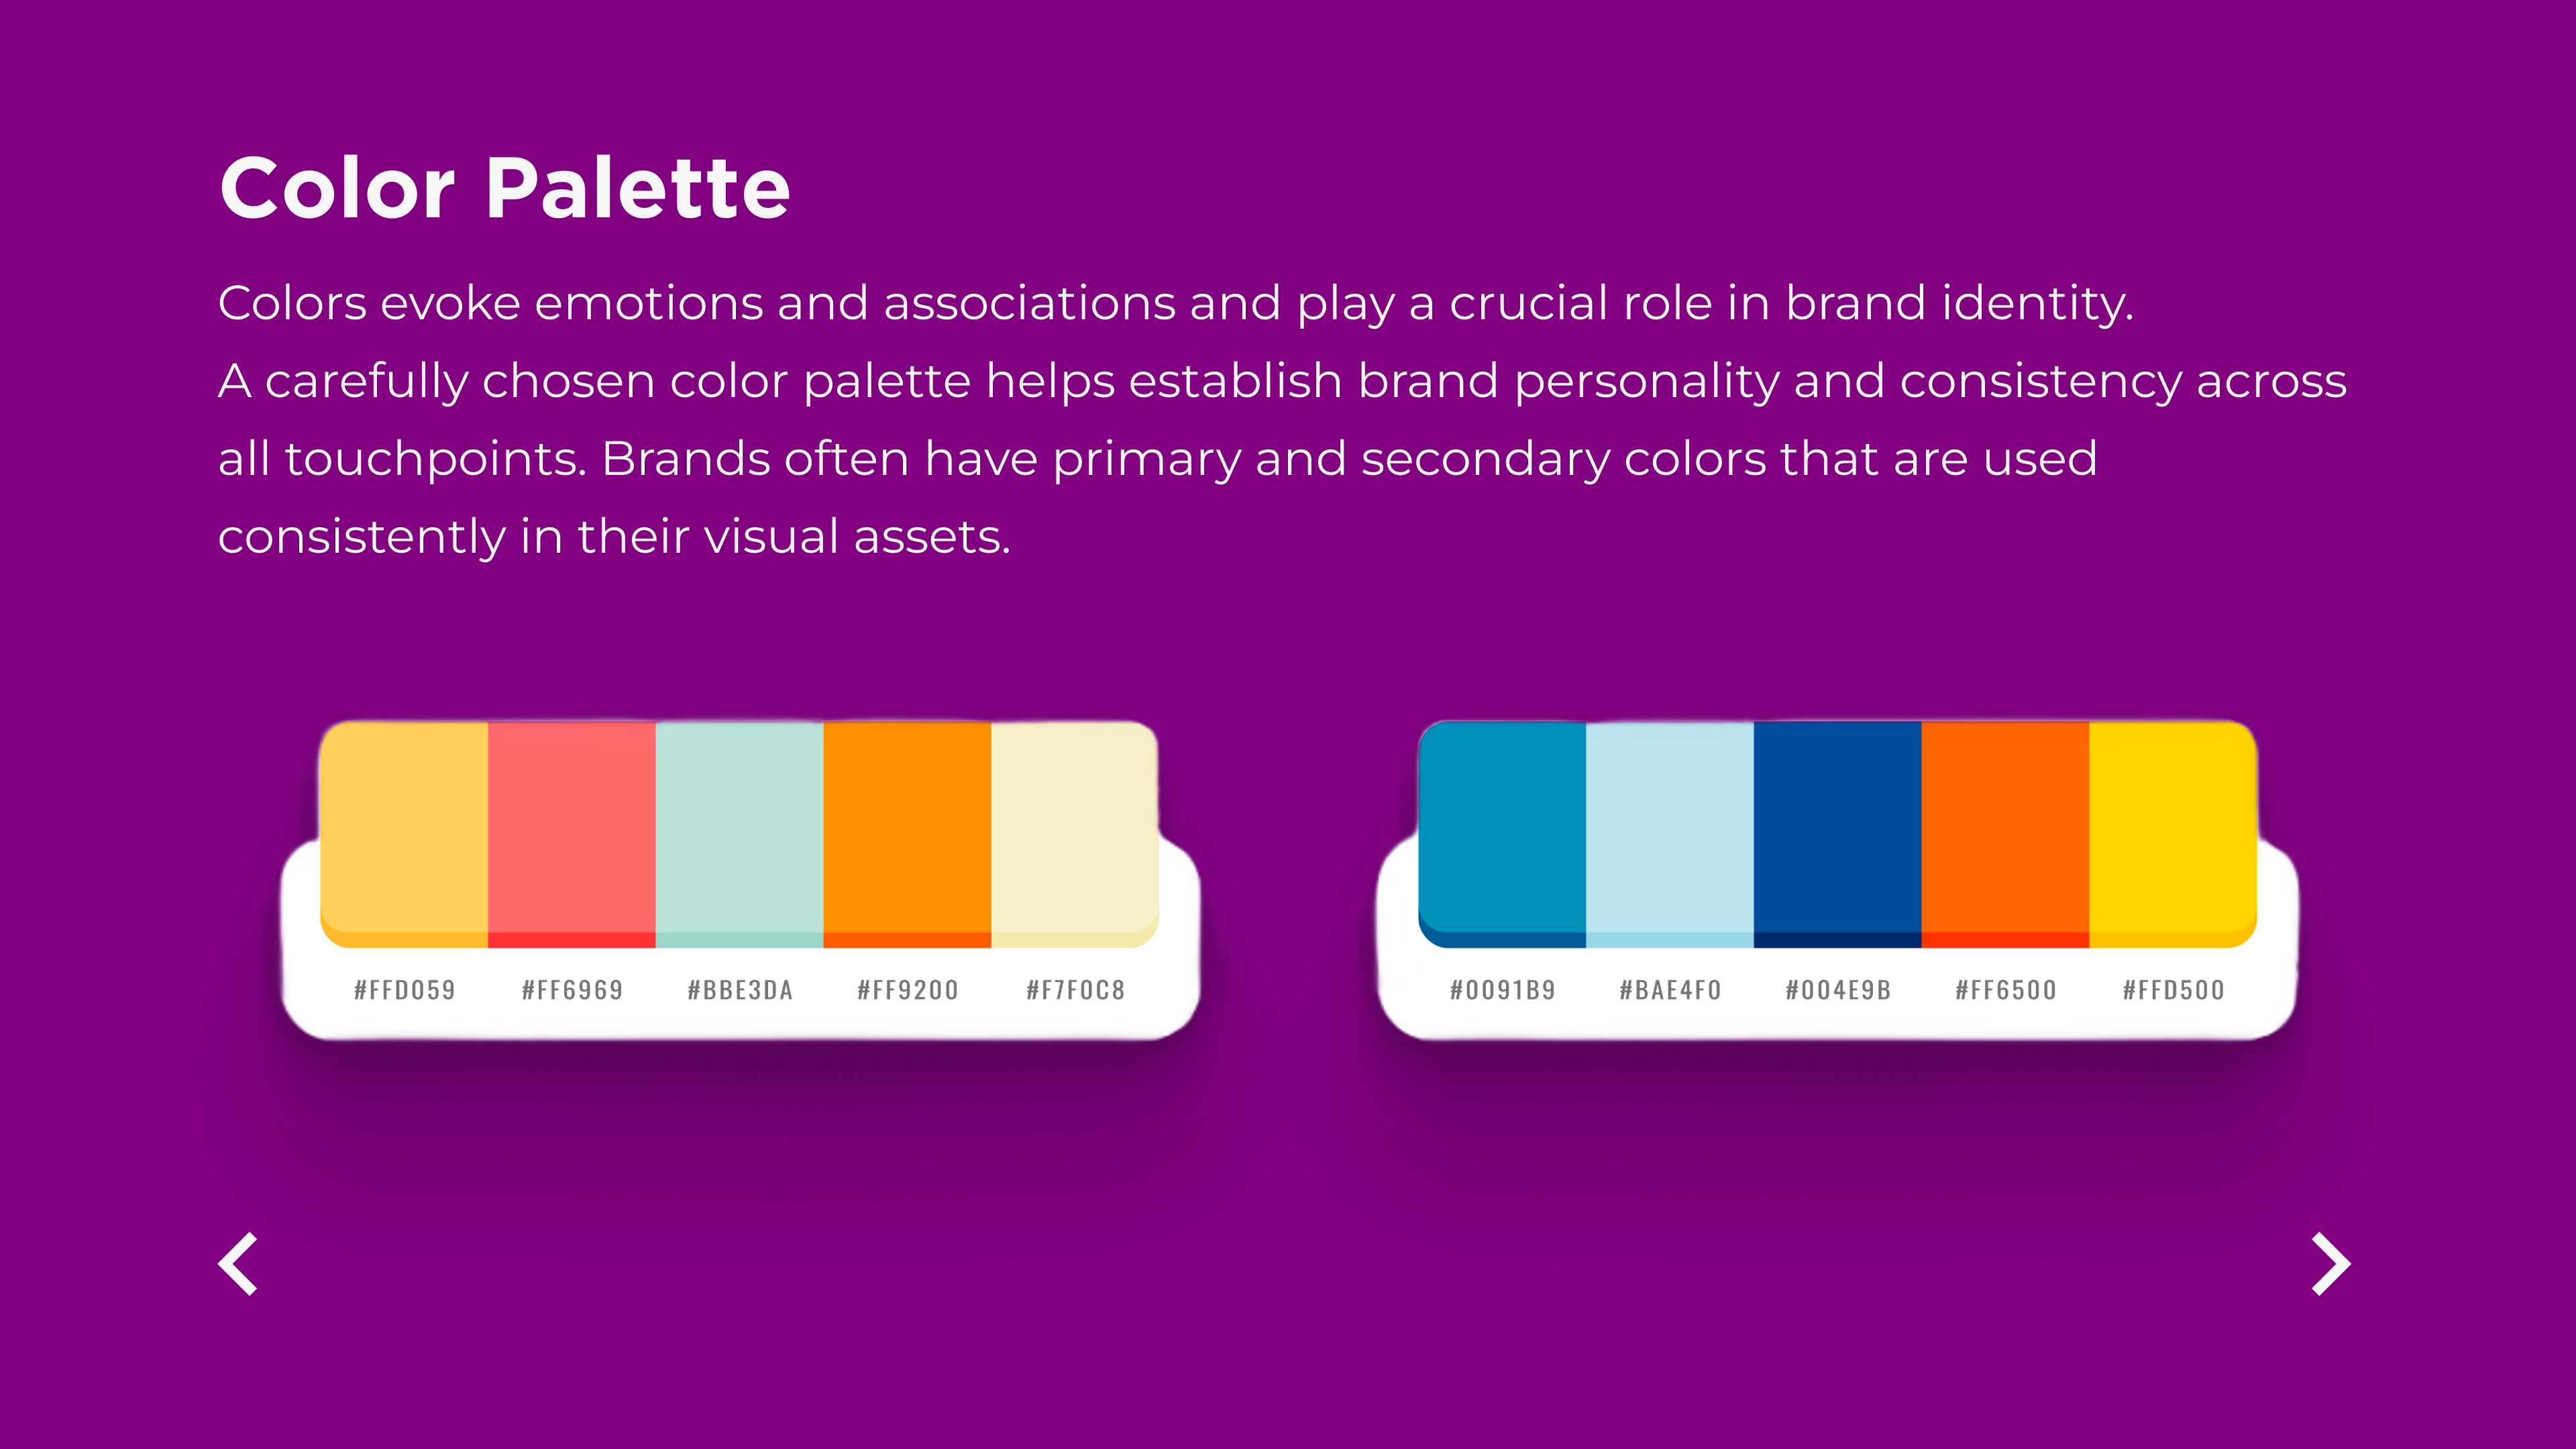 Color Palette
Colors evoke emotions and associations and play a crucial role in brand identity.
A carefully chosen color palette helps establish brand personality and consistency across
all touchpoints. Brands often have primary and secondary colors that are used
consistently in their visual assets.
#FFD059 #FF6969 #BBE3DA #FF9200 #F7F0C8
#0091B9 #BAE4F0 #004E9B #FF6500 #FFD500